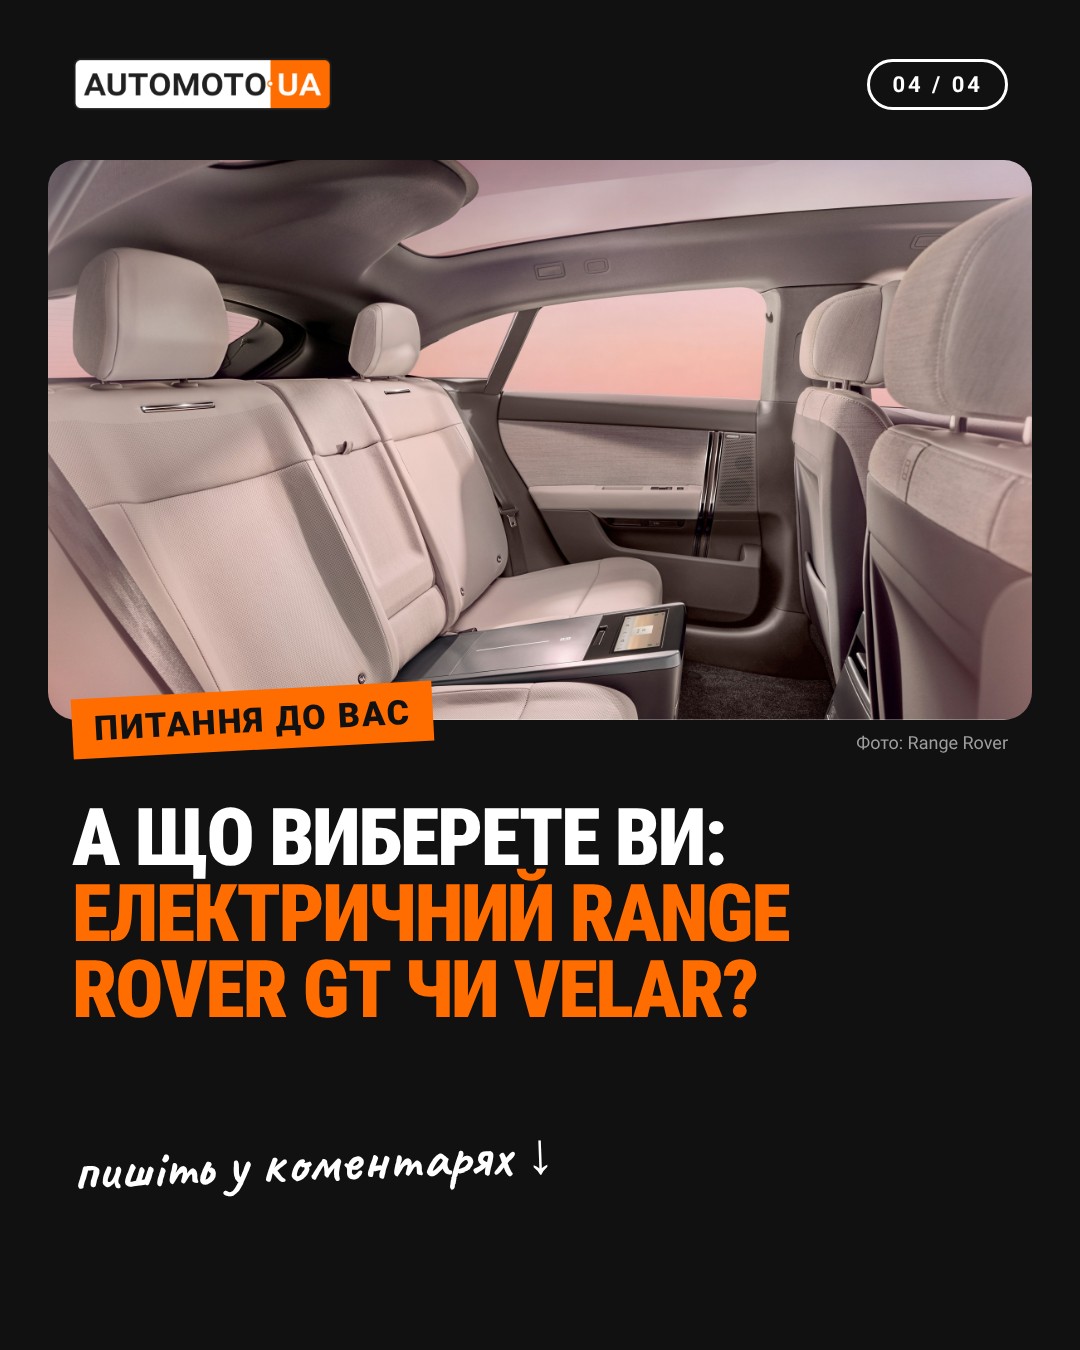 AUTOMOTO UA
04 / 04
ПИТАННЯ ДО ВАС
Фото: Range Rover
А ЩО ВИБЕРЕТЕ ВИ:
ЕЛЕКТРИЧНИЙ RANGE
ROVER GT ЧИ VELAR?
пишіть у коментарях ↓